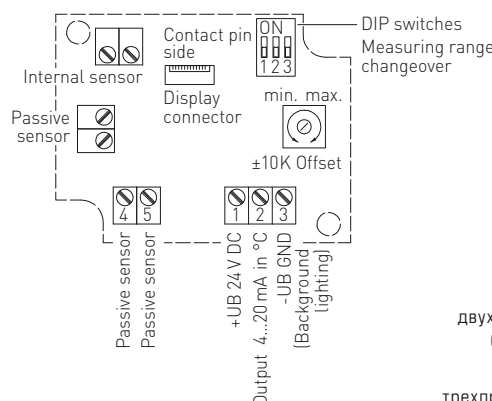 ON
1 2 3
DIP switches
Measuring range
changeover
Contact pin
side
Internal sensor
Display
connector
Passive
sensor
min. max.
±10K Offset
4 5
1 2 3
Passive sensor
Passive sensor
+UB 24 V DC
Output 4...20 mA in °C
-UB GND
(Background
lighting)
двух
трехпр